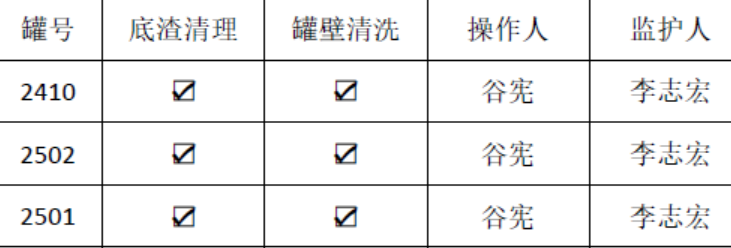 罐号 底渣清理 罐壁清洗 操作人 监护人
2410 ☑ ☑ 谷宪 李志宏
2502 ☑ ☑ 谷宪 李志宏
2501 ☑ ☑ 谷宪 李志宏